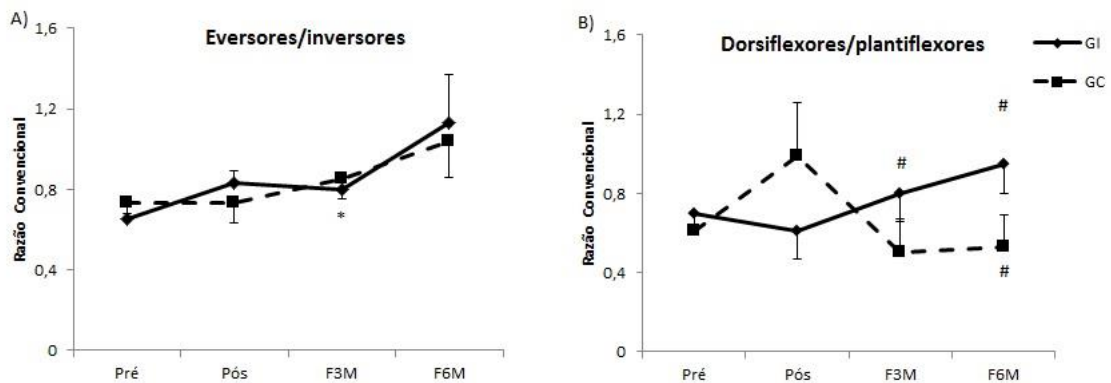 A)
Eversores/inversores
Razão Convencional
1,6
1,2
0,8
0,4
0
*
Pré
Pós
F3M
F6M
B)
Dorsiflexores/plantiflexores
Razão Convencional
1,6
1,2
0,8
0,4
0
#
#
#
Pré
Pós
F3M
F6M
GI
GC